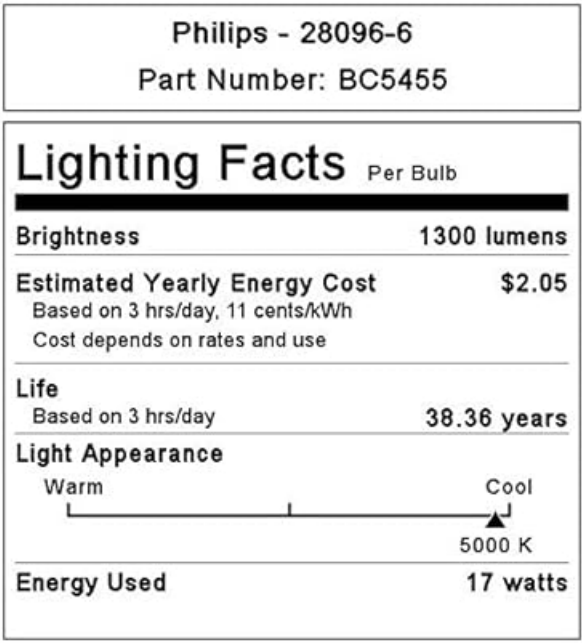 Philips - 28096-6
Part Number: BC5455
Lighting Facts Per Bulb
Brightness 1300 lumens
Estimated Yearly Energy Cost $2.05
Based on 3 hrs/day, 11 cents/kWh
Cost depends on rates and use
Life
Based on 3 hrs/day 38.36 years
Light Appearance
Warm Cool
5000 K
Energy Used 17 watts